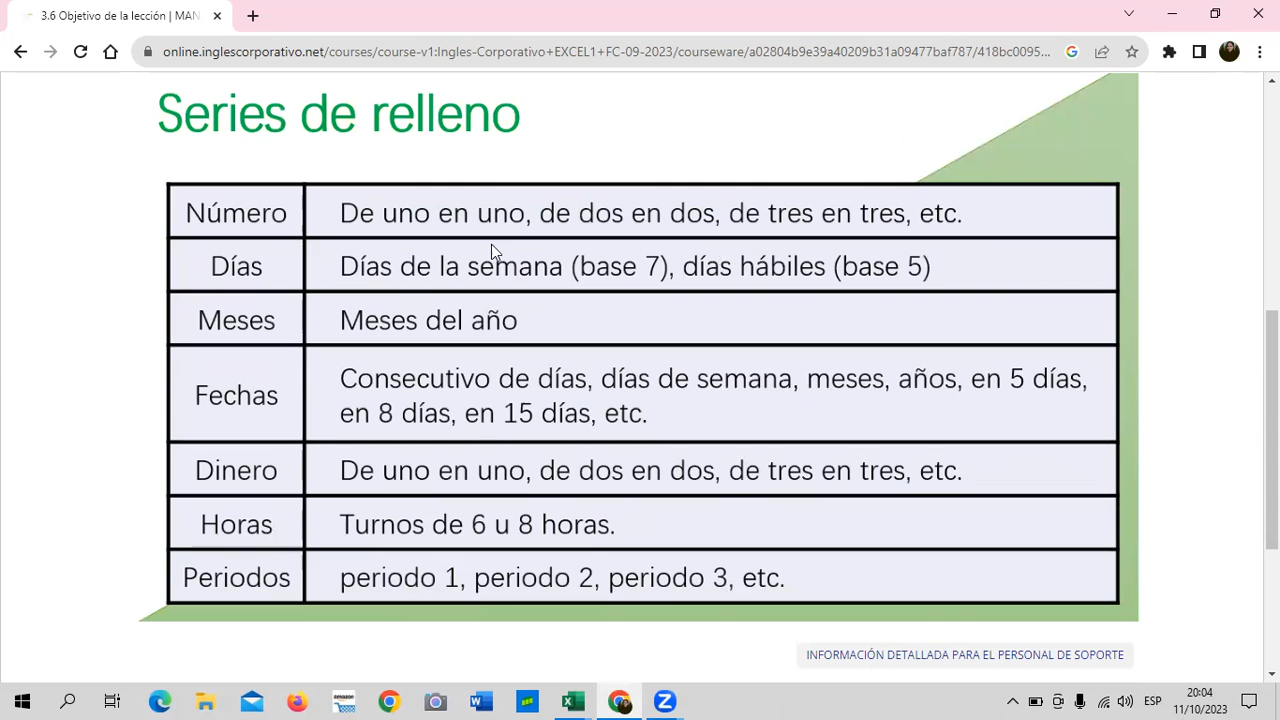 3.6 Objetivo de la lección | MAN
online.inglescorporativo.net/courses/course-v1:Ingles-Corporativo+EXCEL1+FC-09-2023/courseware/a02804b9e39a40209b31a09477baf787/418bc0095...
Series de relleno
Número De uno en uno, de dos en dos, de tres en tres, etc.
Días Días de la semana (base 7), días hábiles (base 5)
Meses Meses del año
Fechas Consecutivo de días, días de semana, meses, años, en 5 días,
en 8 días, en 15 días, etc.
Dinero De uno en uno, de dos en dos, de tres en tres, etc.
Horas Turnos de 6 u 8 horas.
Periodos periodo 1, periodo 2, periodo 3, etc.
INFORMACIÓN DETALLADA PARA EL PERSONAL DE SOPORTE
amazon
ESP
20:04
11/10/2023